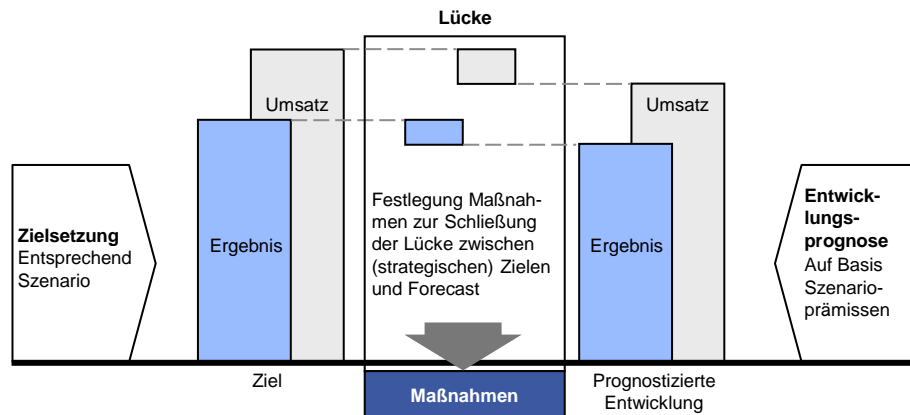 Lücke
Umsatz
Umsatz
Zielsetzung
Entsprechend
Szenario
Ergebnis
Festlegung Maßnah-
men zur Schließung
der Lücke zwischen
(strategischen) Zielen
und Forecast
Ergebnis
Entwick-
lungs-
prognose
Auf Basis
Szenario-
prämissen
Ziel
Maßnahmen
Prognostizierte
Entwicklung